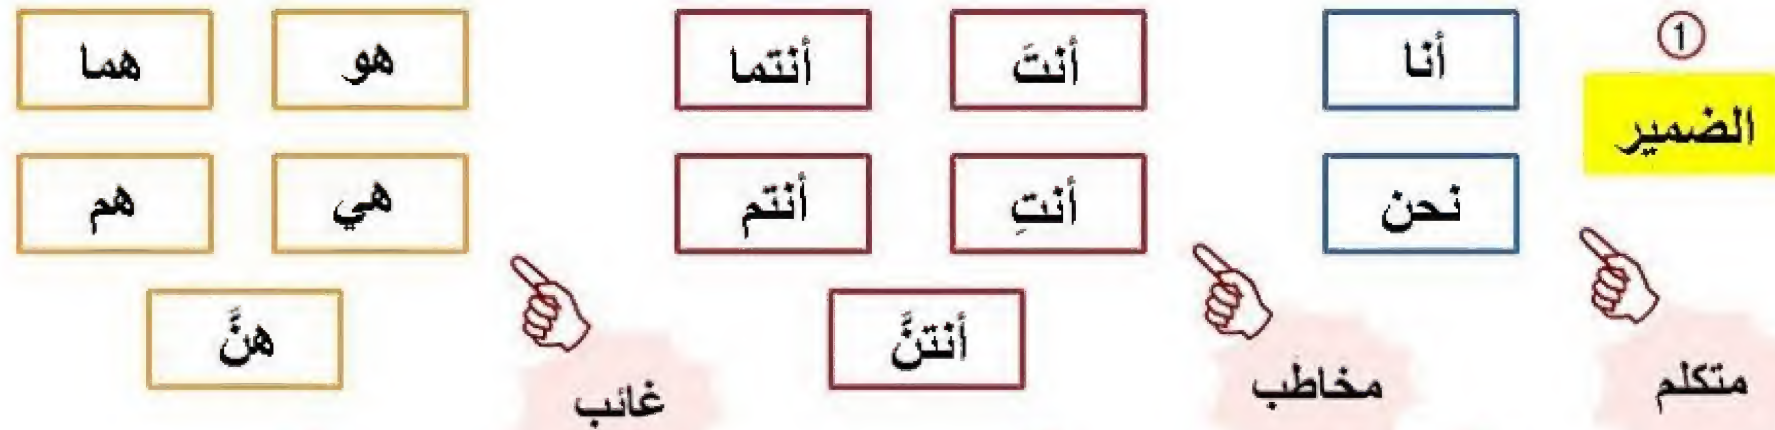 ①
الضمير
أنا
نحن
متكلم
أنتَ
أنتما
أنتِ
أنتم
أنتنَّ
مخاطب
هو
هما
هي
هم
هنَّ
غائب